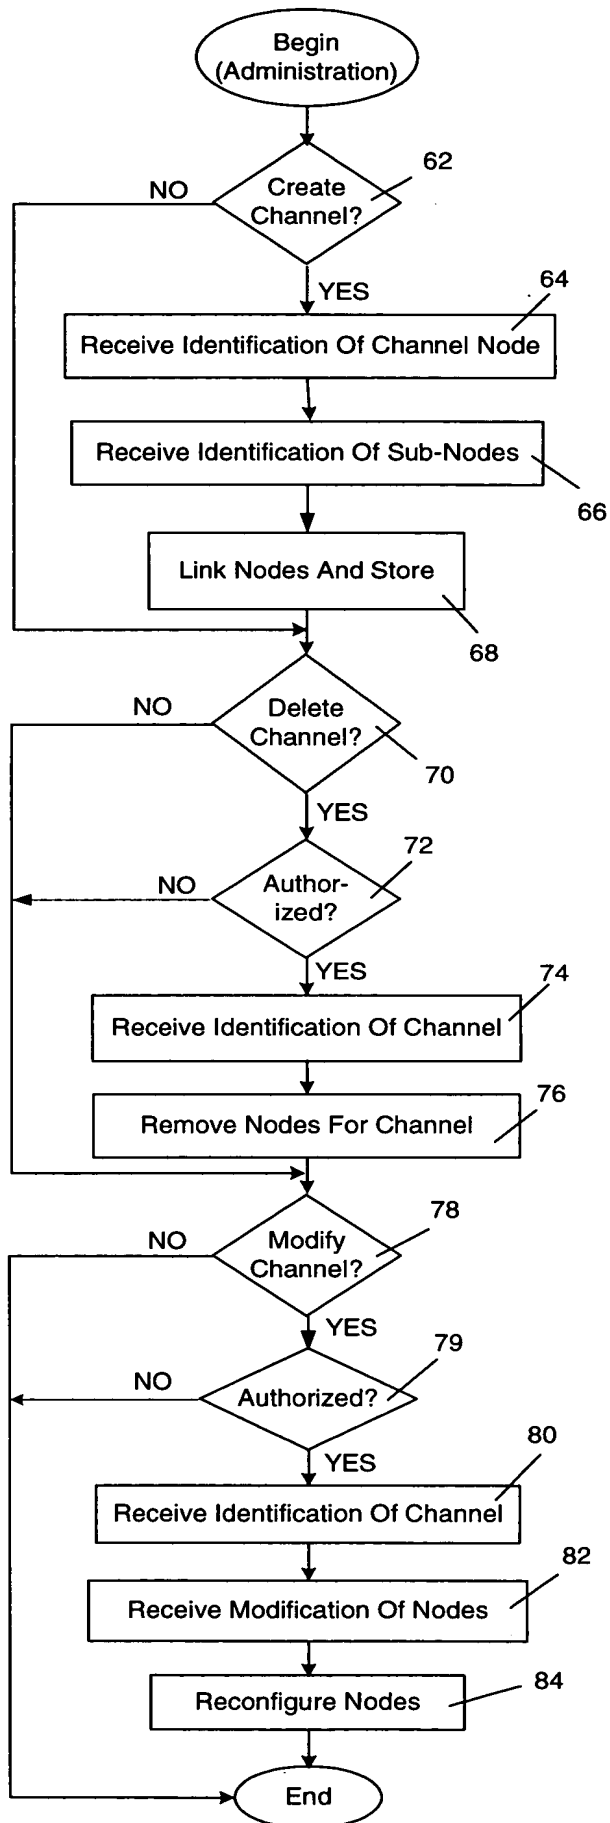 Begin
(Administration)
62
NO
Create
Channel?
YES
64
Receive Identification Of Channel Node
Receive Identification Of Sub-Nodes
66
Link Nodes And Store
68
NO
Delete
Channel?
70
YES
72
NO
Author-
ized?
YES
74
Receive Identification Of Channel
76
Remove Nodes For Channel
78
NO
Modify
Channel?
YES
79
NO
Authorized?
YES
80
Receive Identification Of Channel
82
Receive Modification Of Nodes
84
Reconfigure Nodes
End